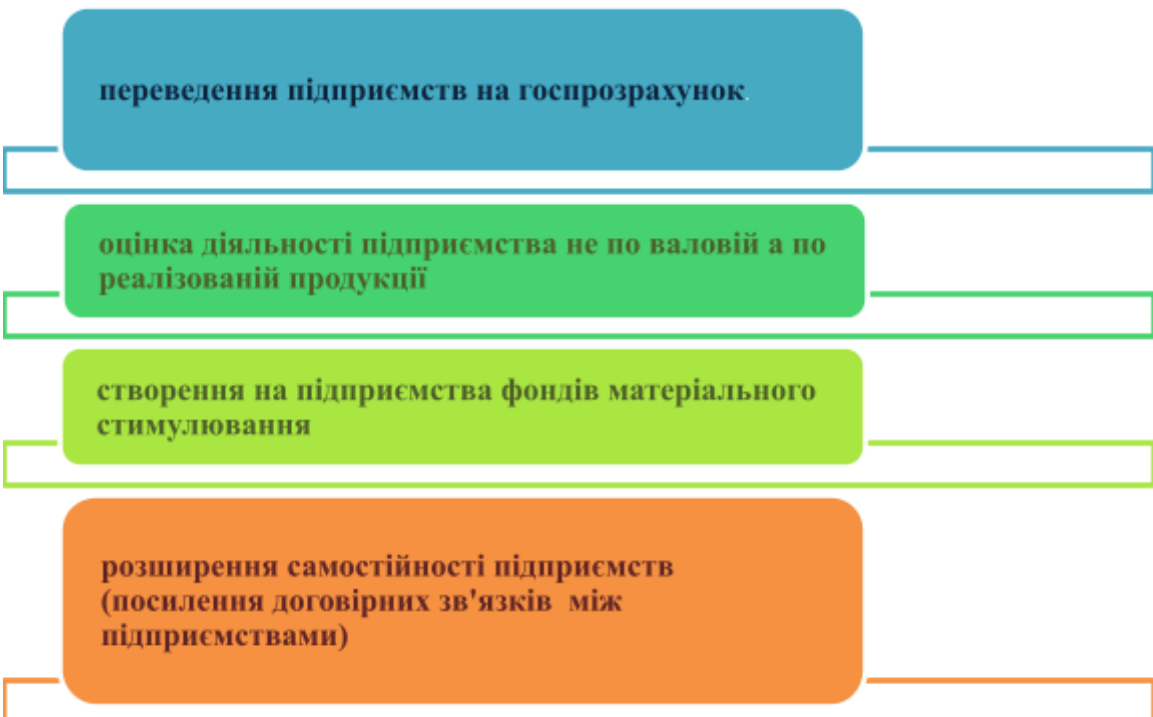 переведення підприємств на госпрозрахунок.
оцінка діяльності підприємства не по валовій а по
реалізованій продукції
створення на підприємства фондів матеріального
стимулювання
розширення самостійності підприємств
(посилення договірних зв'язків між
підприємствами)